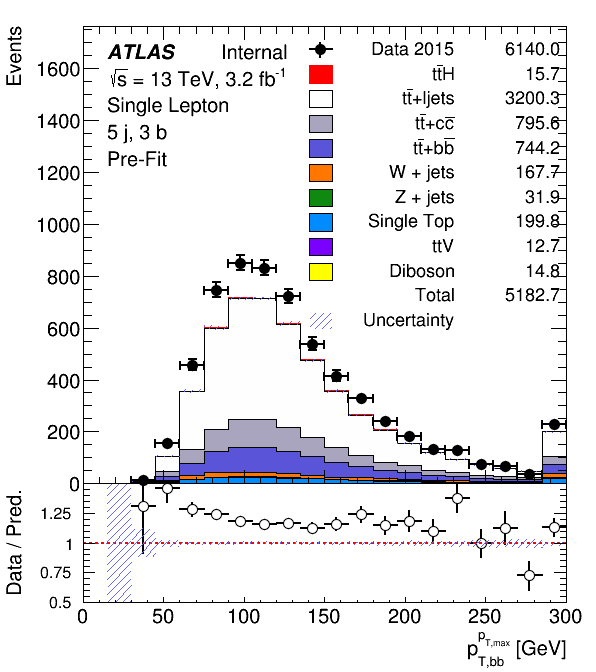 Events
ATLAS Internal
√s = 13 TeV, 3.2 fb⁻¹
Single Lepton
5 j, 3 b
Pre-Fit
Data 2015 6140.0
tt̄H 15.7
tt̄+ljets 3200.3
tt̄+cc̄ 795.6
tt̄+bb̄ 744.2
W + jets 167.7
Z + jets 31.9
Single Top 199.8
ttV 12.7
Diboson 14.8
Total 5182.7
Uncertainty
1600
1400
1200
1000
800
600
400
200
0
Data / Pred.
1.25
1
0.75
0.5
0 50 100 150 200 250 300
p_{T,bb}^{p_{T,max}} [GeV]